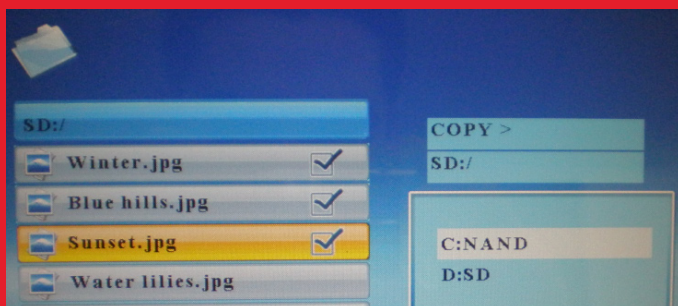 SD:/
Winter.jpg
Blue hills.jpg
Sunset.jpg
Water lilies.jpg
COPY >
SD:/
C:NAND
D:SD